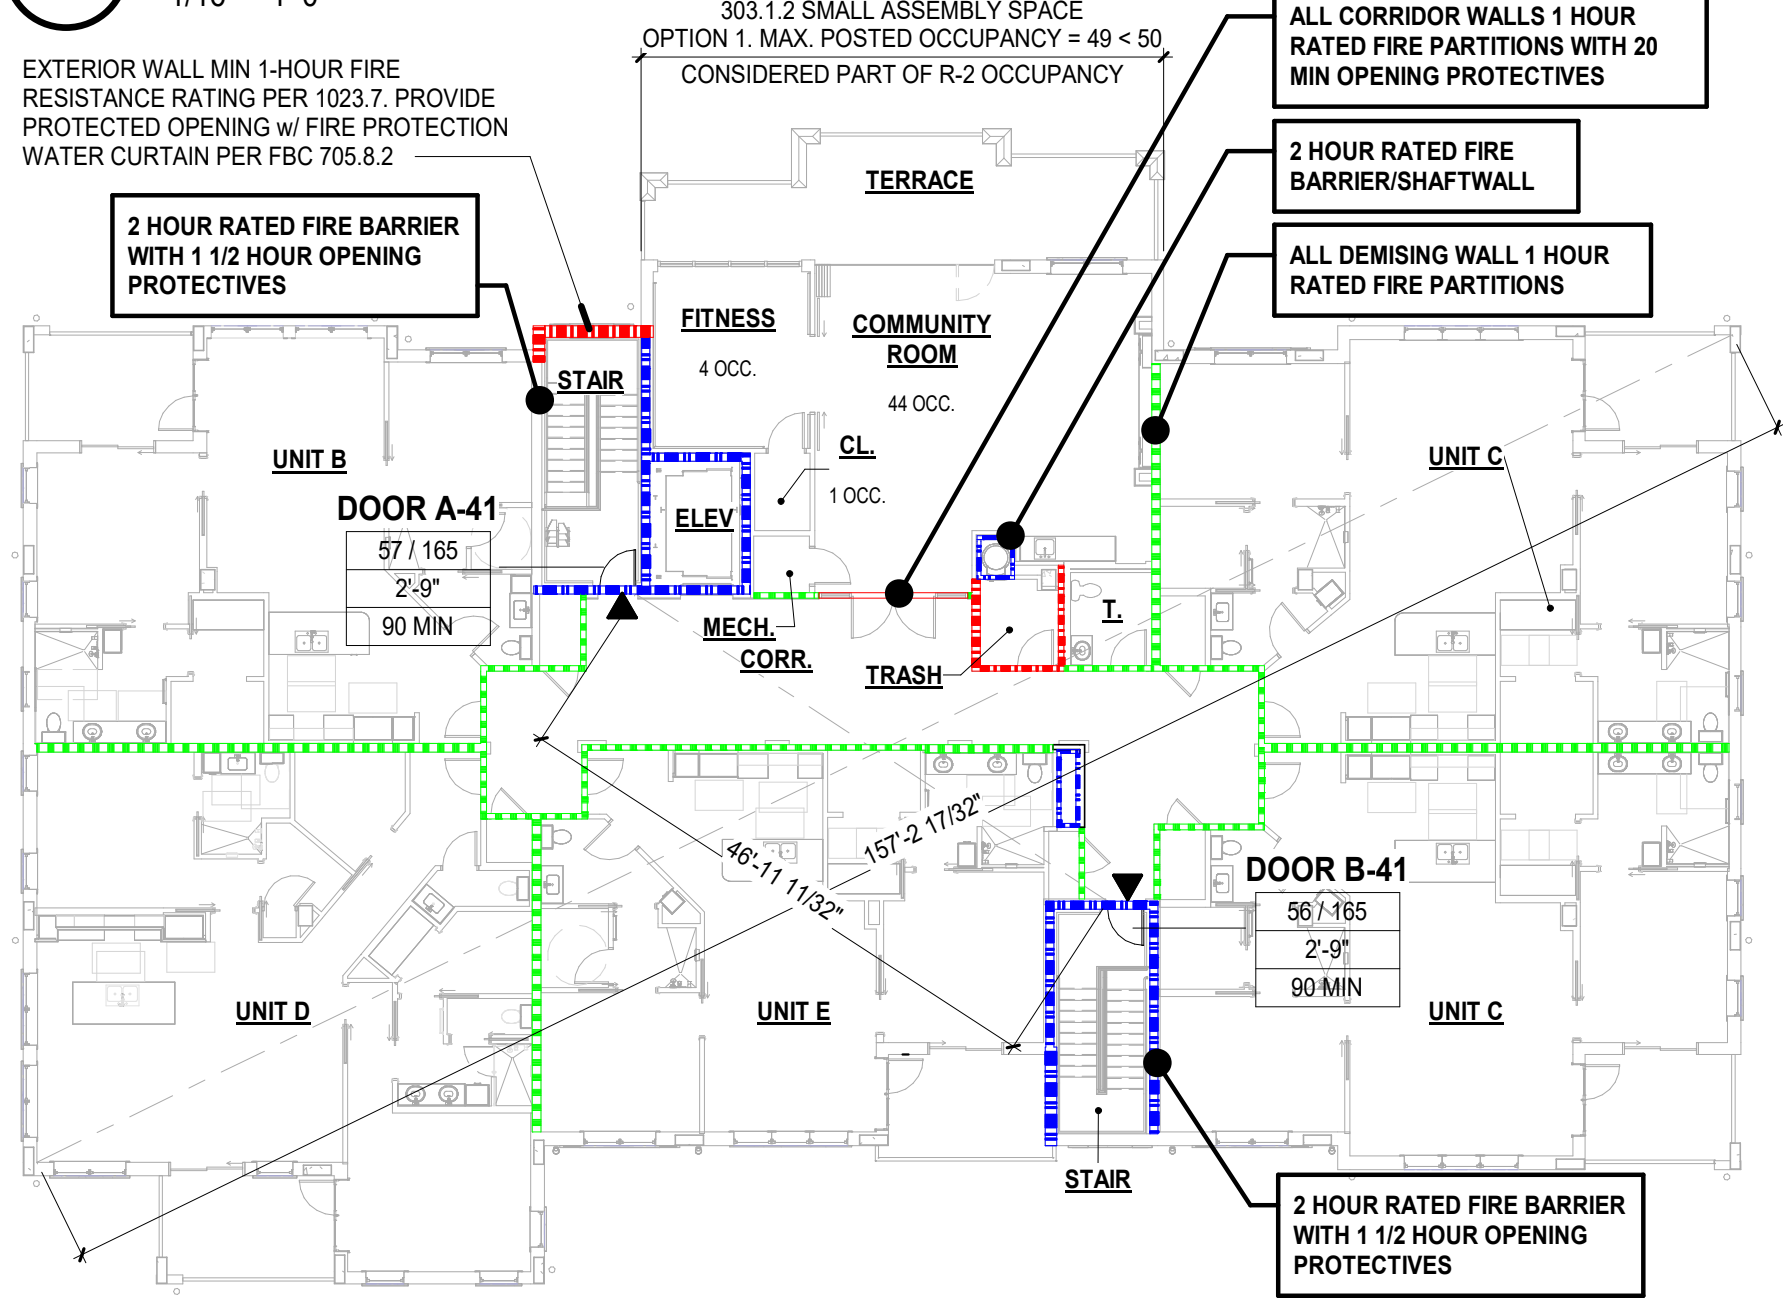 303.1.2 SMALL ASSEMBLY SPACE
OPTION 1. MAX. POSTED OCCUPANCY = 49 < 50
CONSIDERED PART OF R-2 OCCUPANCY
ALL CORRIDOR WALLS 1 HOUR
RATED FIRE PARTITIONS WITH 20
MIN OPENING PROTECTIVES
EXTERIOR WALL MIN 1-HOUR FIRE
RESISTANCE RATING PER 1023.7. PROVIDE
PROTECTED OPENING w/ FIRE PROTECTION
WATER CURTAIN PER FBC 705.8.2
2 HOUR RATED FIRE
BARRIER/SHAFTWALL
TERRACE
2 HOUR RATED FIRE BARRIER
WITH 1 1/2 HOUR OPENING
PROTECTIVES
ALL DEMISING WALL 1 HOUR
RATED FIRE PARTITIONS
FITNESS
4 OCC.
COMMUNITY
ROOM
44 OCC.
STAIR
CL.
1 OCC.
UNIT B
UNIT C
DOOR A-41
57 / 165
2'-9"
90 MIN
ELEV
MECH.
CORR.
T.
TRASH
46'-11 11/32"
157'-2 17/32"
DOOR B-41
56 / 165
2'-9"
90 MIN
UNIT D
UNIT E
UNIT C
STAIR
2 HOUR RATED FIRE BARRIER
WITH 1 1/2 HOUR OPENING
PROTECTIVES